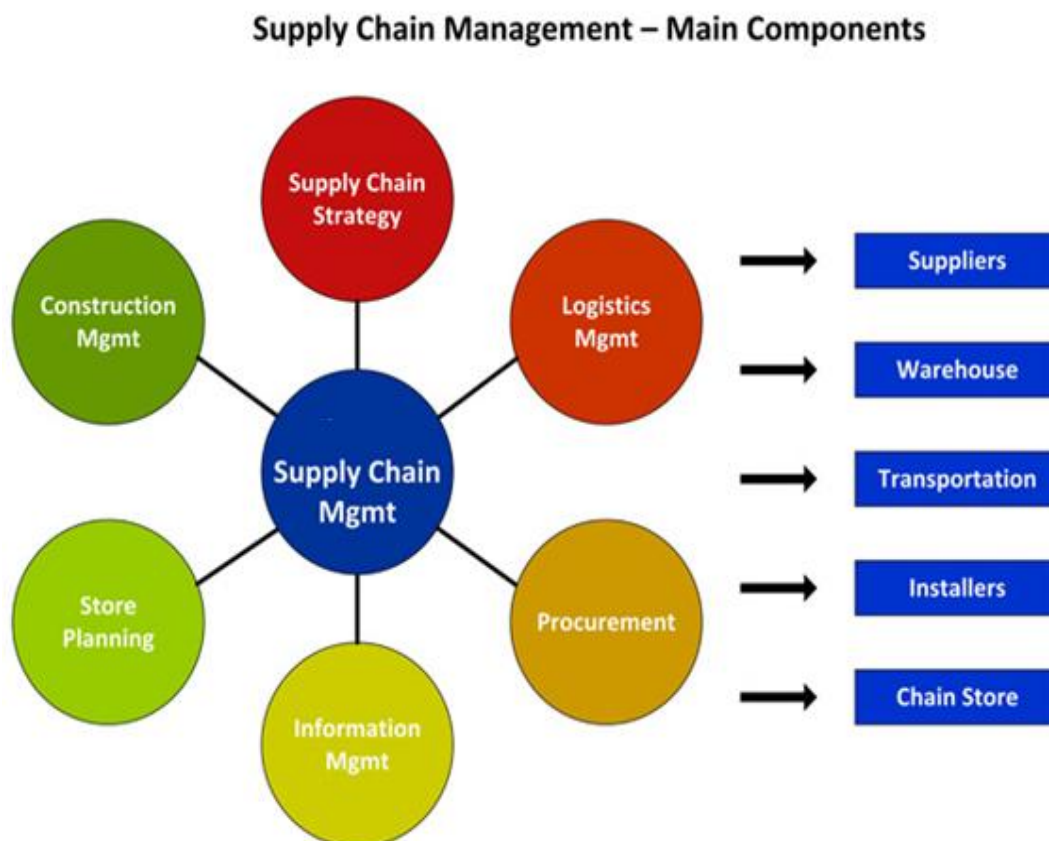 Supply Chain Management – Main Components
Supply Chain
Strategy
Construction
Mgmt
Logistics
Mgmt
Supply Chain
Mgmt
Store
Planning
Procurement
Information
Mgmt
Suppliers
Warehouse
Transportation
Installers
Chain Store